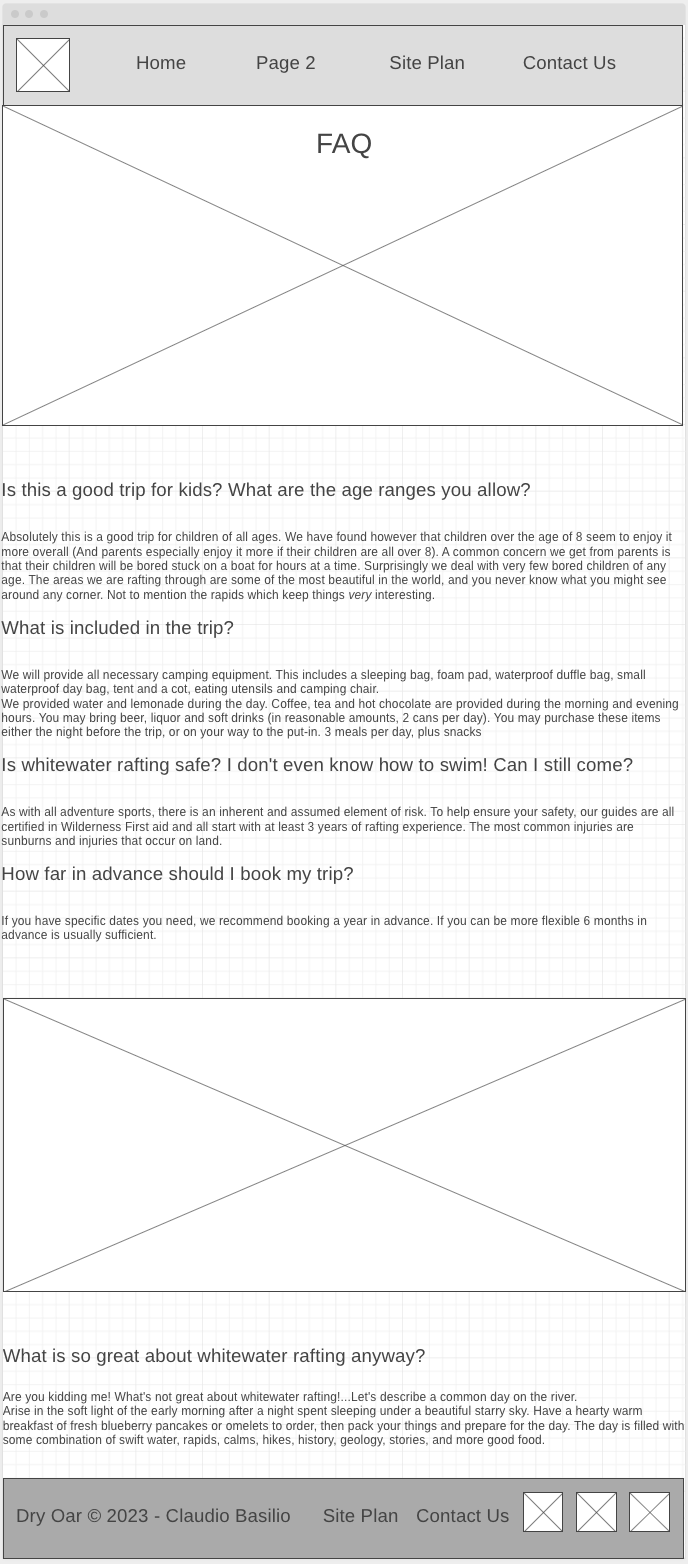 Home Page 2 Site Plan Contact Us
FAQ
Is this a good trip for kids? What are the age ranges you allow?
Absolutely this is a good trip for children of all ages. We have found however that children over the age of 8 seem to enjoy it
more overall (And parents especially enjoy it more if their children are all over 8). A common concern we get from parents is
that their children will be bored stuck on a boat for hours at a time. Surprisingly we deal with very few bored children of any
age. The areas we are rafting through are some of the most beautiful in the world, and you never know what you might see
around any corner. Not to mention the rapids which keep things very interesting.
What is included in the trip?
We will provide all necessary camping equipment. This includes a sleeping bag, foam pad, waterproof duffle bag, small
waterproof day bag, tent and a cot, eating utensils and camping chair.
We provided water and lemonade during the day. Coffee, tea and hot chocolate are provided during the morning and evening
hours. You may bring beer, liquor and soft drinks (in reasonable amounts, 2 cans per day). You may purchase these items
either the night before the trip, or on your way to the put-in. 3 meals per day, plus snacks
Is whitewater rafting safe? I don't even know how to swim! Can I still come?
As with all adventure sports, there is an inherent and assumed element of risk. To help ensure your safety, our guides are all
certified in Wilderness First aid and all start with at least 3 years of rafting experience. The most common injuries are
sunburns and injuries that occur on land.
How far in advance should I book my trip?
If you have specific dates you need, we recommend booking a year in advance. If you can be more flexible 6 months in
advance is usually sufficient.
What is so great about whitewater rafting anyway?
Are you kidding me! What's not great about whitewater rafting!...Let's describe a common day on the river.
Arise in the soft light of the early morning after a night spent sleeping under a beautiful starry sky. Have a hearty warm
breakfast of fresh blueberry pancakes or omelets to order, then pack your things and prepare for the day. The day is filled with
some combination of swift water, rapids, calms, hikes, history, geology, stories, and more good food.
Dry Oar © 2023 - Claudio Basilio Site Plan Contact Us